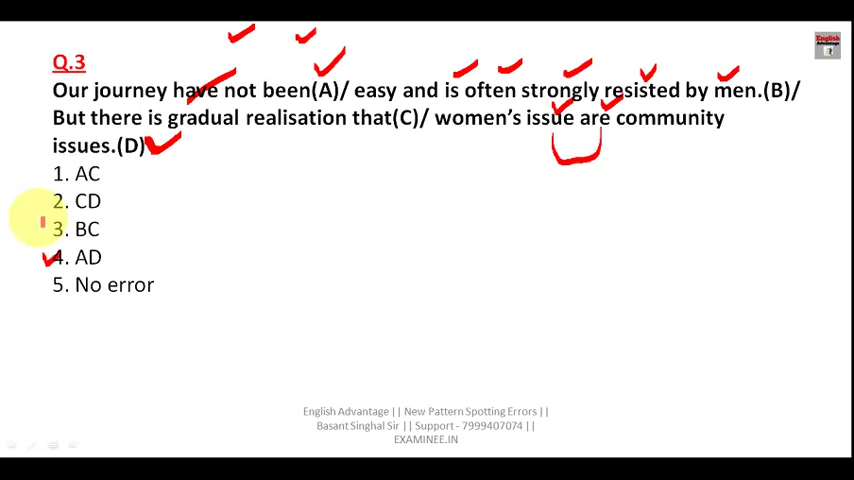 English
Advantage
Q.3
Our journey have not been(A)/ easy and is often strongly resisted by men.(B)/
But there is gradual realisation that(C)/ women's issue are community
issues.(D)
1. AC
2. CD
3. BC
4. AD
5. No error
English Advantage || New Pattern Spotting Errors ||
Basant Singhal Sir || Support - 7999407074 ||
EXAMINEE.IN